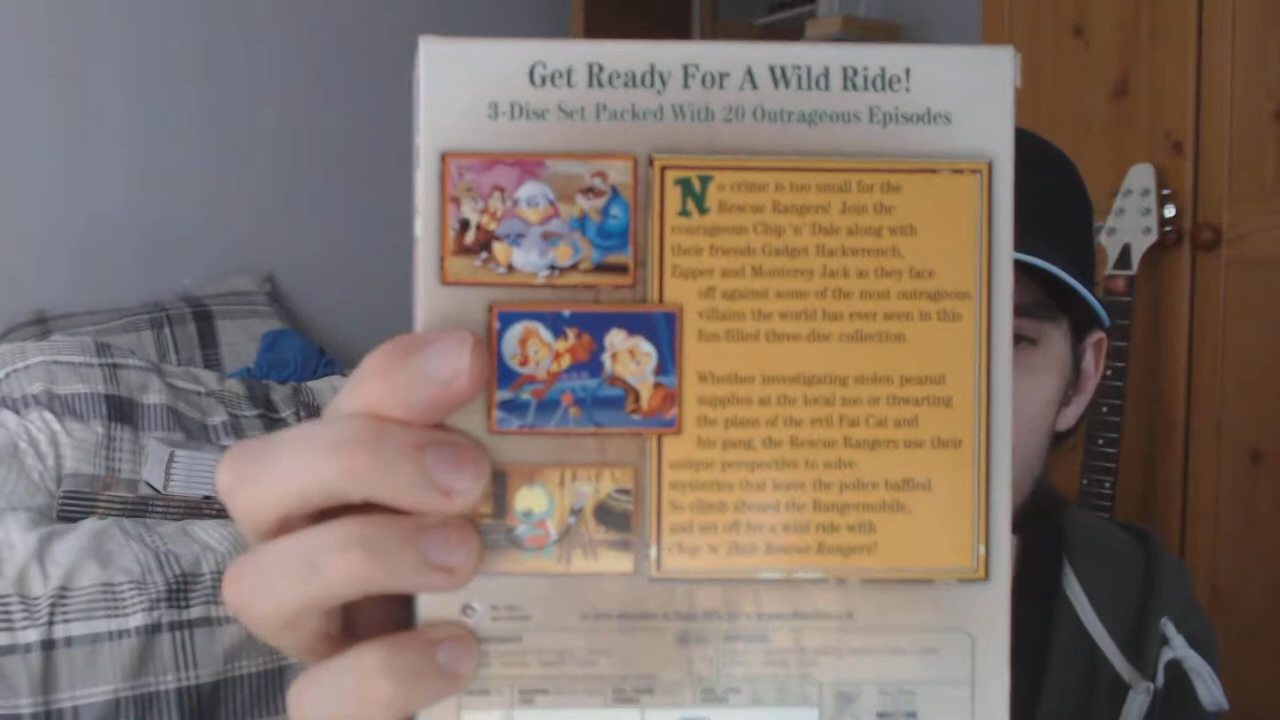 Get Ready For A Wild Ride!
3-Disc Set Packed With 20 Outrageous Episodes
No crime is too small for the
Rescue Rangers! Join the
courageous Chip 'n' Dale along with
their friends Gadget Hackwrench,
Zipper and Monterey Jack as they face
off against some of the most outrageous
villains the world has ever seen in this
fun-filled three-disc collection.
Whether investigating stolen peanut
supplies at the local zoo or thwarting
the plans of the evil Fat Cat and
his gang, the Rescue Rangers use their
unique perspective to solve
mysteries that leave the police baffled.
So climb aboard the Rangermobile,
and set off for a wild ride with
Chip 'n' Dale Rescue Rangers!